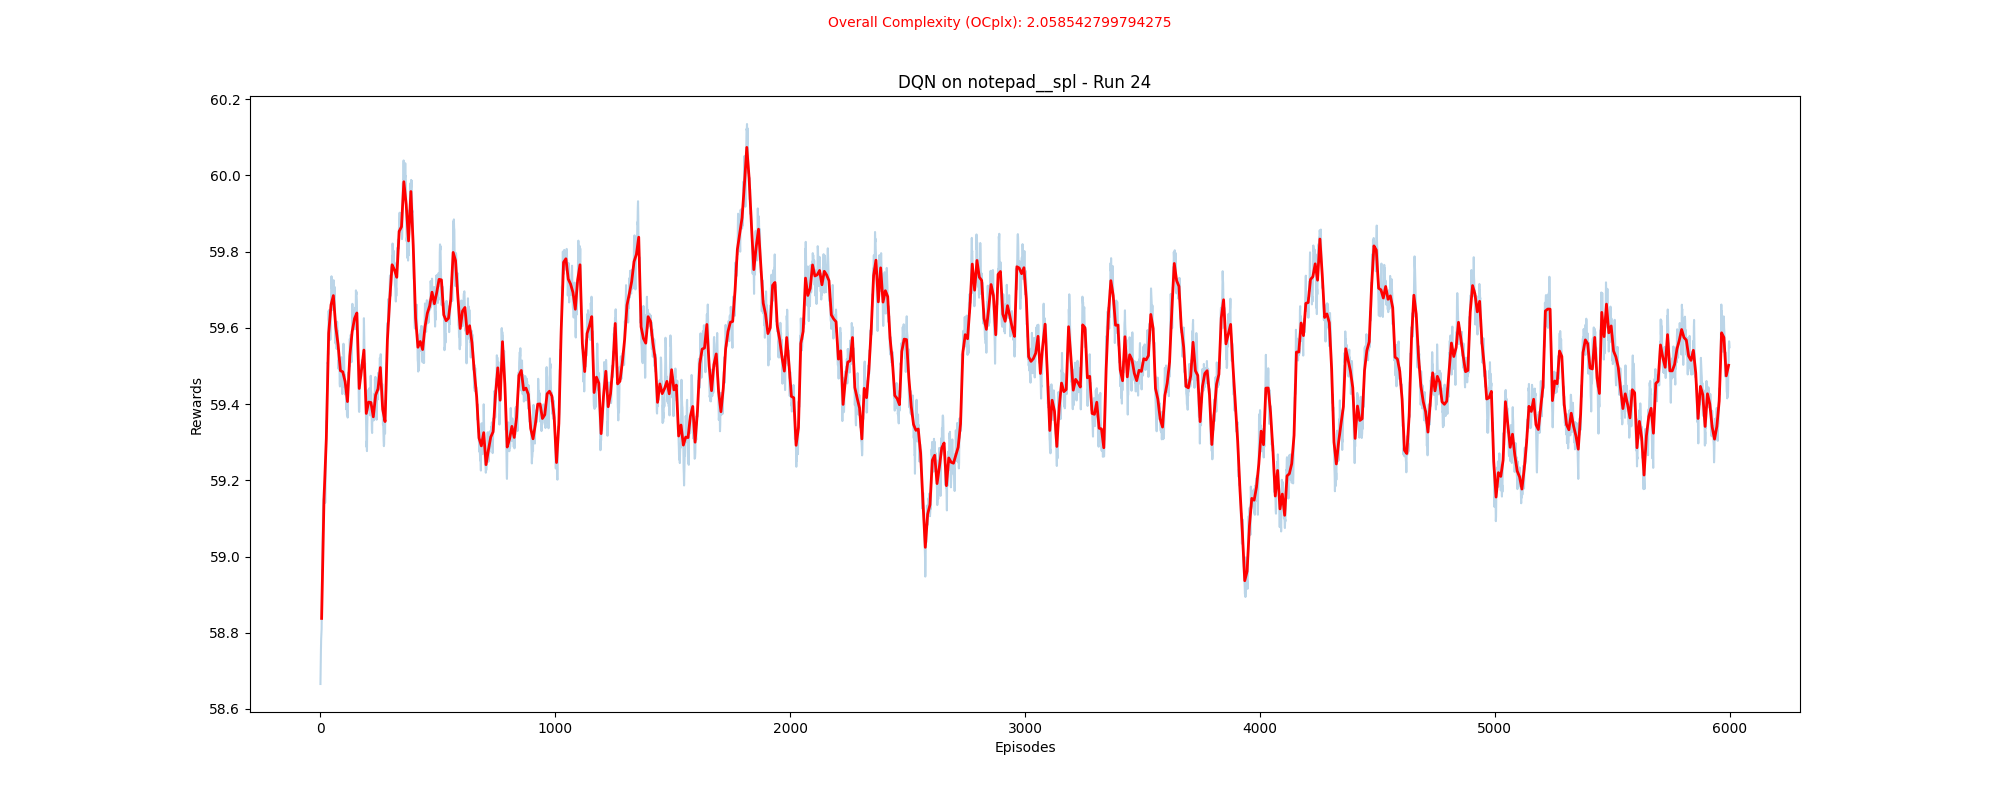 Overall Complexity (OCplx): 2.058542799794275
DQN on notepad__spl - Run 24
60.2
60.0
59.8
59.6
59.4
59.2
59.0
58.8
58.6
Rewards
0 1000 2000 3000 4000 5000 6000
Episodes